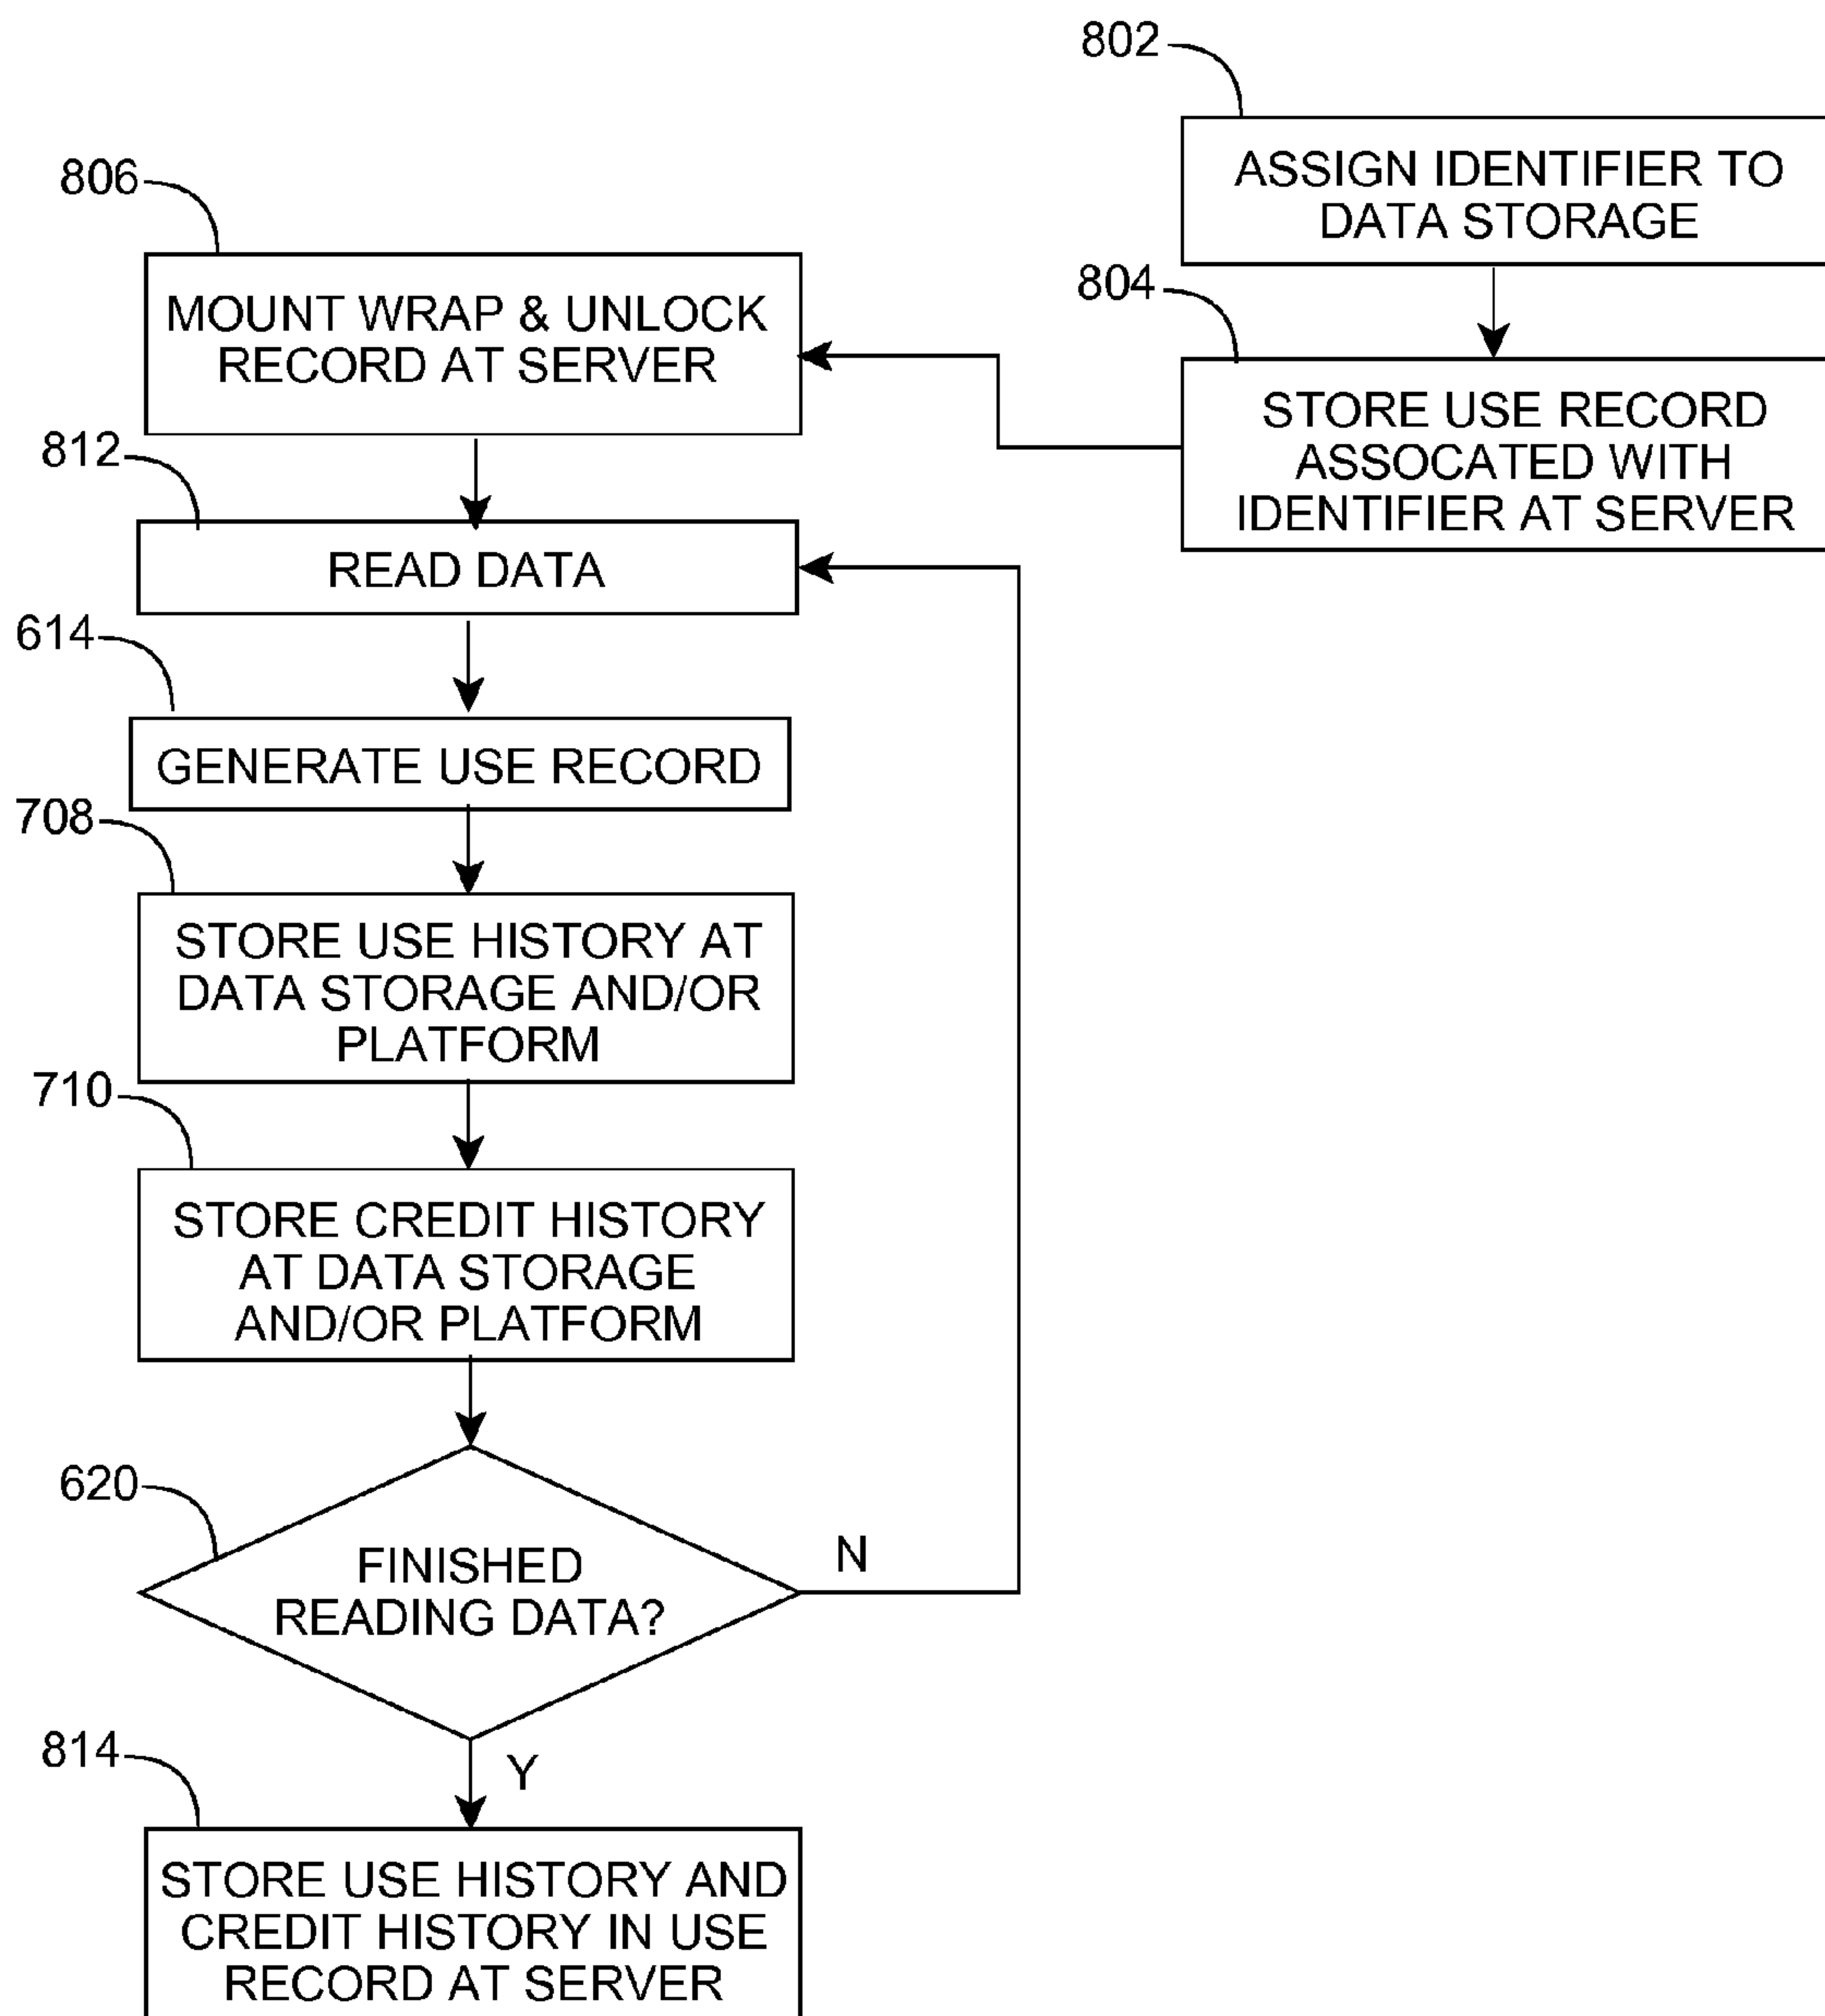 802
ASSIGN IDENTIFIER TO
DATA STORAGE
804
STORE USE RECORD
ASSOCATED WITH
IDENTIFIER AT SERVER
806
MOUNT WRAP & UNLOCK
RECORD AT SERVER
812
READ DATA
614
GENERATE USE RECORD
708
STORE USE HISTORY AT
DATA STORAGE AND/OR
PLATFORM
710
STORE CREDIT HISTORY
AT DATA STORAGE
AND/OR PLATFORM
620
FINISHED
READING DATA?
N
Y
814
STORE USE HISTORY AND
CREDIT HISTORY IN USE
RECORD AT SERVER